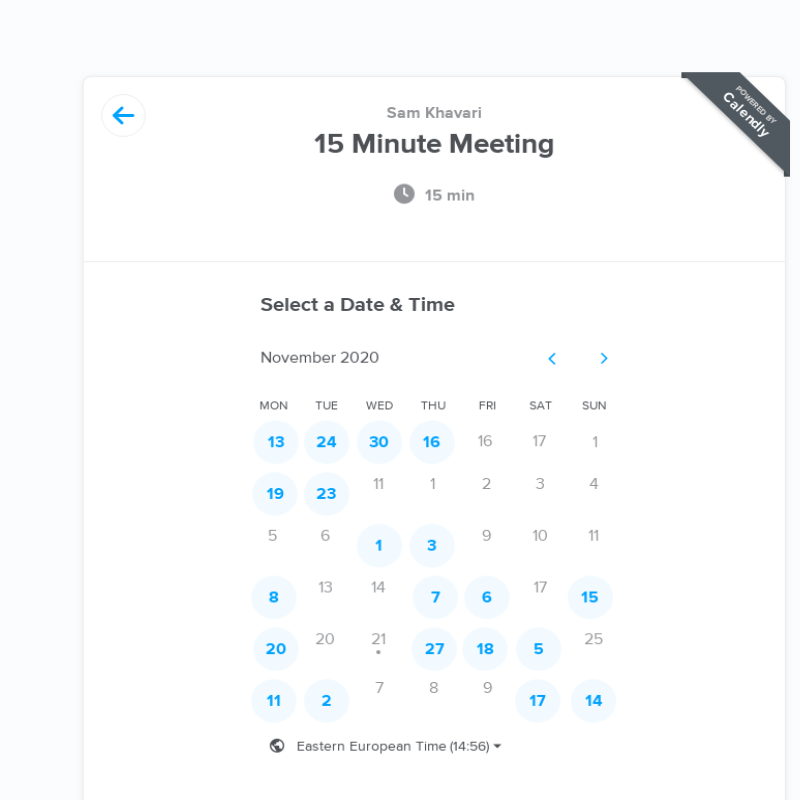 POWERED BY
Calendly
Sam Khavari
15 Minute Meeting
15 min
Select a Date & Time
November 2020
MON TUE WED THU FRI SAT SUN
13 24 30 16 16 17 1
19 23 11 1 2 3 4
5 6 1 3 9 10 11
8 13 14 7 6 17 15
20 20 21 27 18 5 25
11 2 7 8 9 17 14
Eastern European Time (14:56)